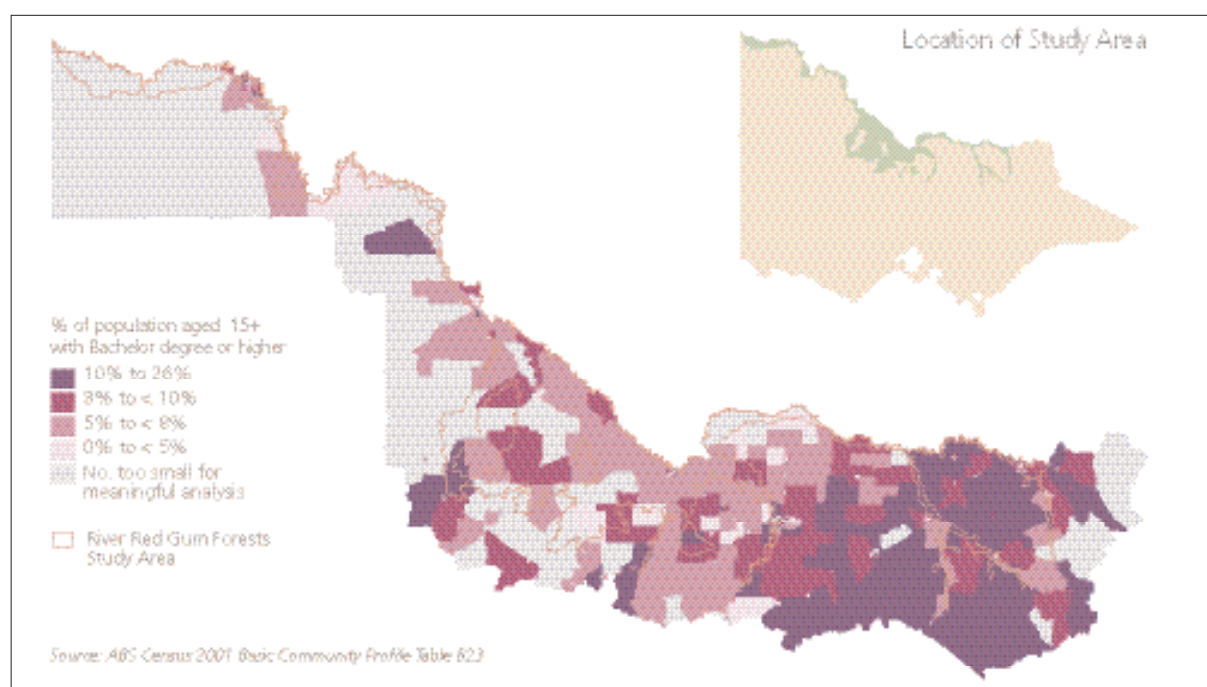 Location of Study Area
% of population aged 15+
with Bachelor degree or higher
10% to 26%
8% to < 10%
5% to < 8%
0% to < 5%
No. too small for
meaningful analysis
River Red Gum Forests
Study Area
Source: ABS Census 2001 Basic Community Profile Table B23